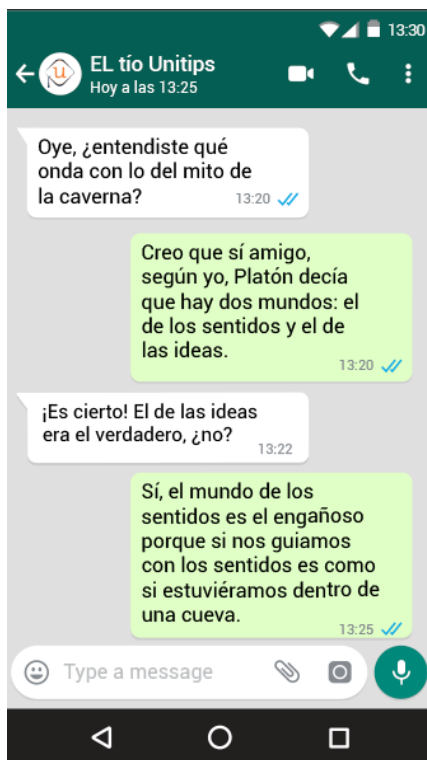 13:30
u
EL tío Unitips
Hoy a las 13:25
Oye, ¿entendiste qué
onda con lo del mito de
la caverna?
13:20
Creo que sí amigo,
según yo, Platón decía
que hay dos mundos: el
de los sentidos y el de
las ideas.
13:20
¡Es cierto! El de las ideas
era el verdadero, ¿no?
13:22
Sí, el mundo de los
sentidos es el engañoso
porque si nos guiamos
con los sentidos es como
si estuviéramos dentro de
una cueva.
13:25
Type a message